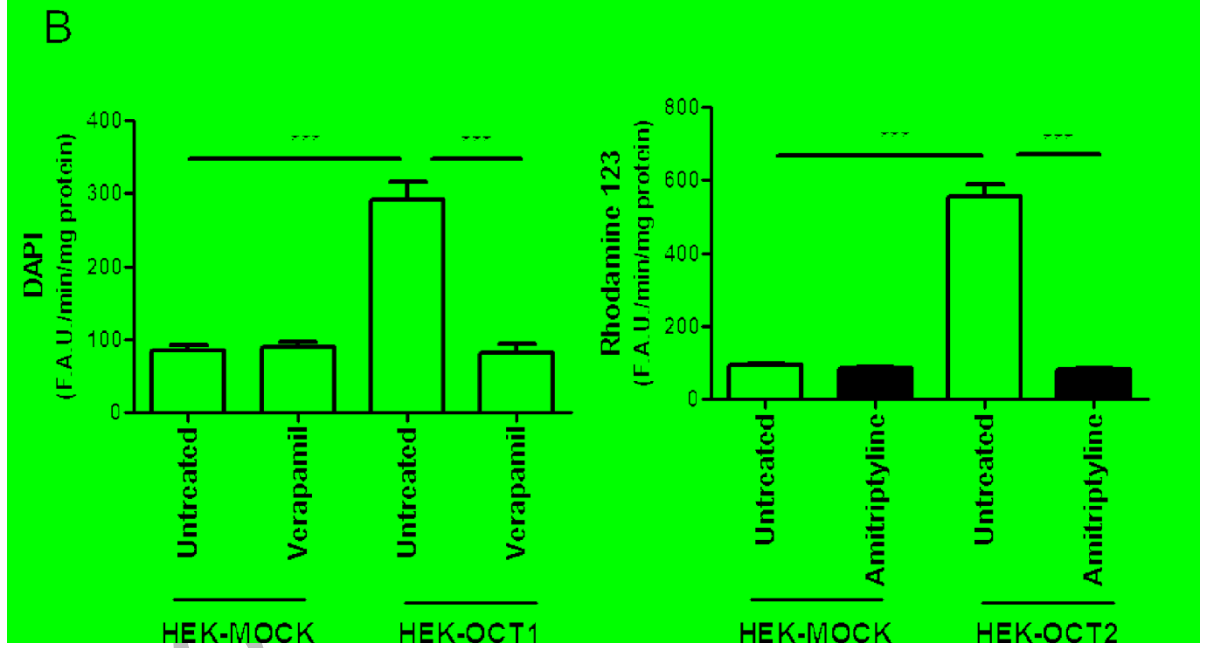 B
DAPI
(F.A.U./min/mg protein)
400
300
200
100
0
***
***
Untreated
Verapamil
Untreated
Verapamil
HEK-MOCK
HEK-OCT1
Rhodamine 123
(F.A.U./min/mg protein)
800
600
400
200
0
***
***
Untreated
Amitriptyline
Untreated
Amitriptyline
HEK-MOCK
HEK-OCT2